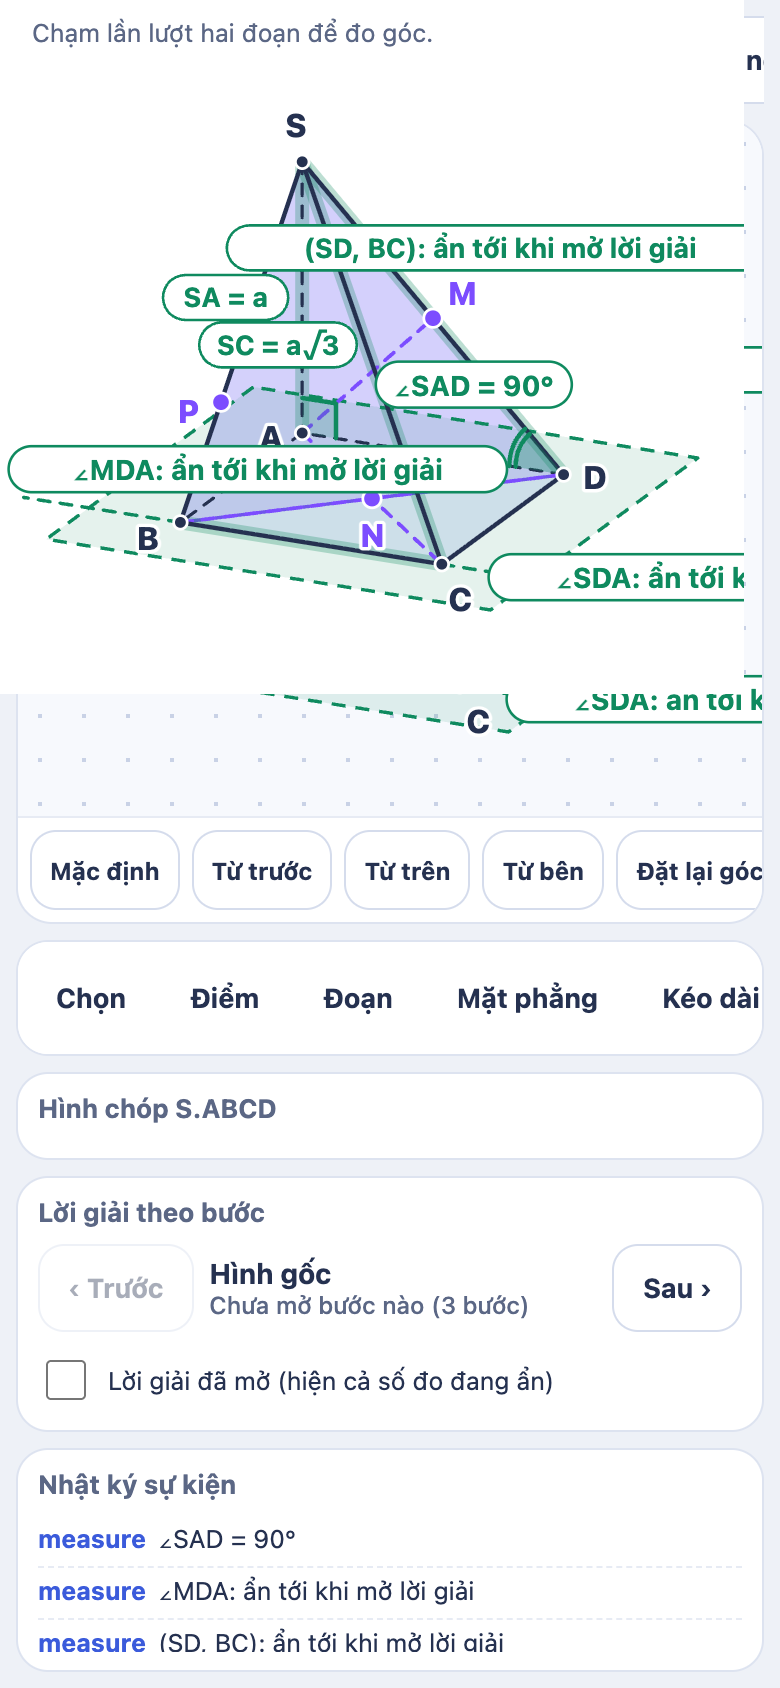 Chạm lần lượt hai đoạn để đo góc.
S
(SD, BC): ẩn tới khi mở lời giải
SA = a
M
SC = a√3
∠SAD = 90°
P
A
∠MDA: ẩn tới khi mở lời giải
D
B
N
∠SDA: ẩn tới k
C
∠SDA: ẩn tới k
C
Mặc định
Từ trước
Từ trên
Từ bên
Đặt lại góc
Chọn
Điểm
Đoạn
Mặt phẳng
Kéo dài
Hình chóp S.ABCD
Lời giải theo bước
‹ Trước
Hình gốc
Chưa mở bước nào (3 bước)
Sau ›
Lời giải đã mở (hiện cả số đo đang ẩn)
Nhật ký sự kiện
measure ∠SAD = 90°
measure ∠MDA: ẩn tới khi mở lời giải
measure (SD, BC): ẩn tới khi mở lời giải